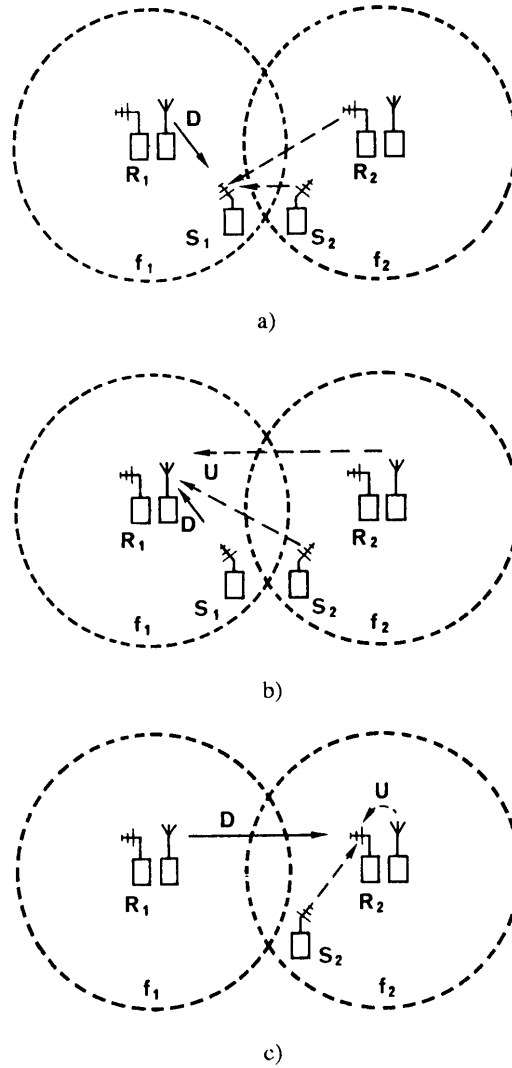 D
R₁ R₂
S₁ S₂
f₁ f₂
a)
U
R₁ D R₂
S₁ S₂
f₁ f₂
b)
U
D
R₁ R₂
S₂
f₁ f₂
c)